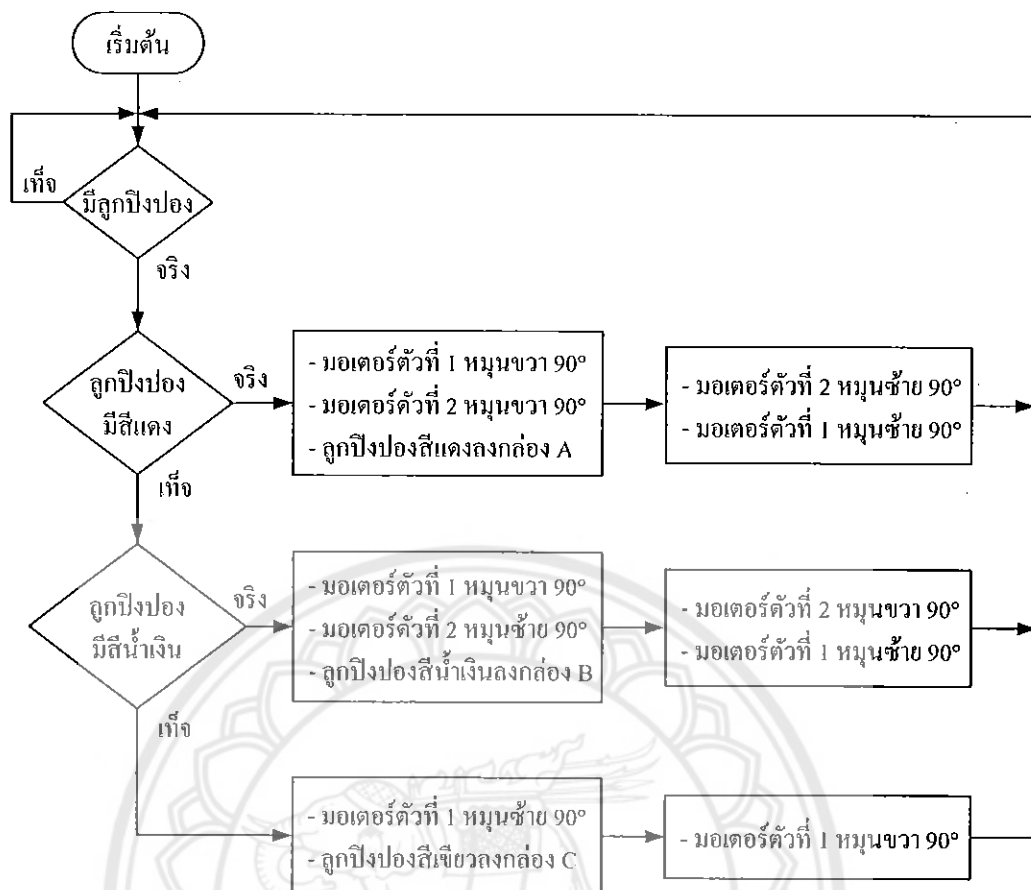 เริ่มต้น
เท็จ
มีลูกปิงปอง
จริง
ลูกปิงปอง
มีสีแดง
จริง
- มอเตอร์ตัวที่ 1 หมุนขวา 90°
- มอเตอร์ตัวที่ 2 หมุนขวา 90°
- ลูกปิงปองสีแดงลงกล่อง A
- มอเตอร์ตัวที่ 2 หมุนซ้าย 90°
- มอเตอร์ตัวที่ 1 หมุนซ้าย 90°
เท็จ
ลูกปิงปอง
มีสีน้ำเงิน
จริง
- มอเตอร์ตัวที่ 1 หมุนขวา 90°
- มอเตอร์ตัวที่ 2 หมุนซ้าย 90°
- ลูกปิงปองสีน้ำเงินลงกล่อง B
- มอเตอร์ตัวที่ 2 หมุนขวา 90°
- มอเตอร์ตัวที่ 1 หมุนซ้าย 90°
เท็จ
- มอเตอร์ตัวที่ 1 หมุนซ้าย 90°
- ลูกปิงปองสีเขียวลงกล่อง C
- มอเตอร์ตัวที่ 1 หมุนขวา 90°